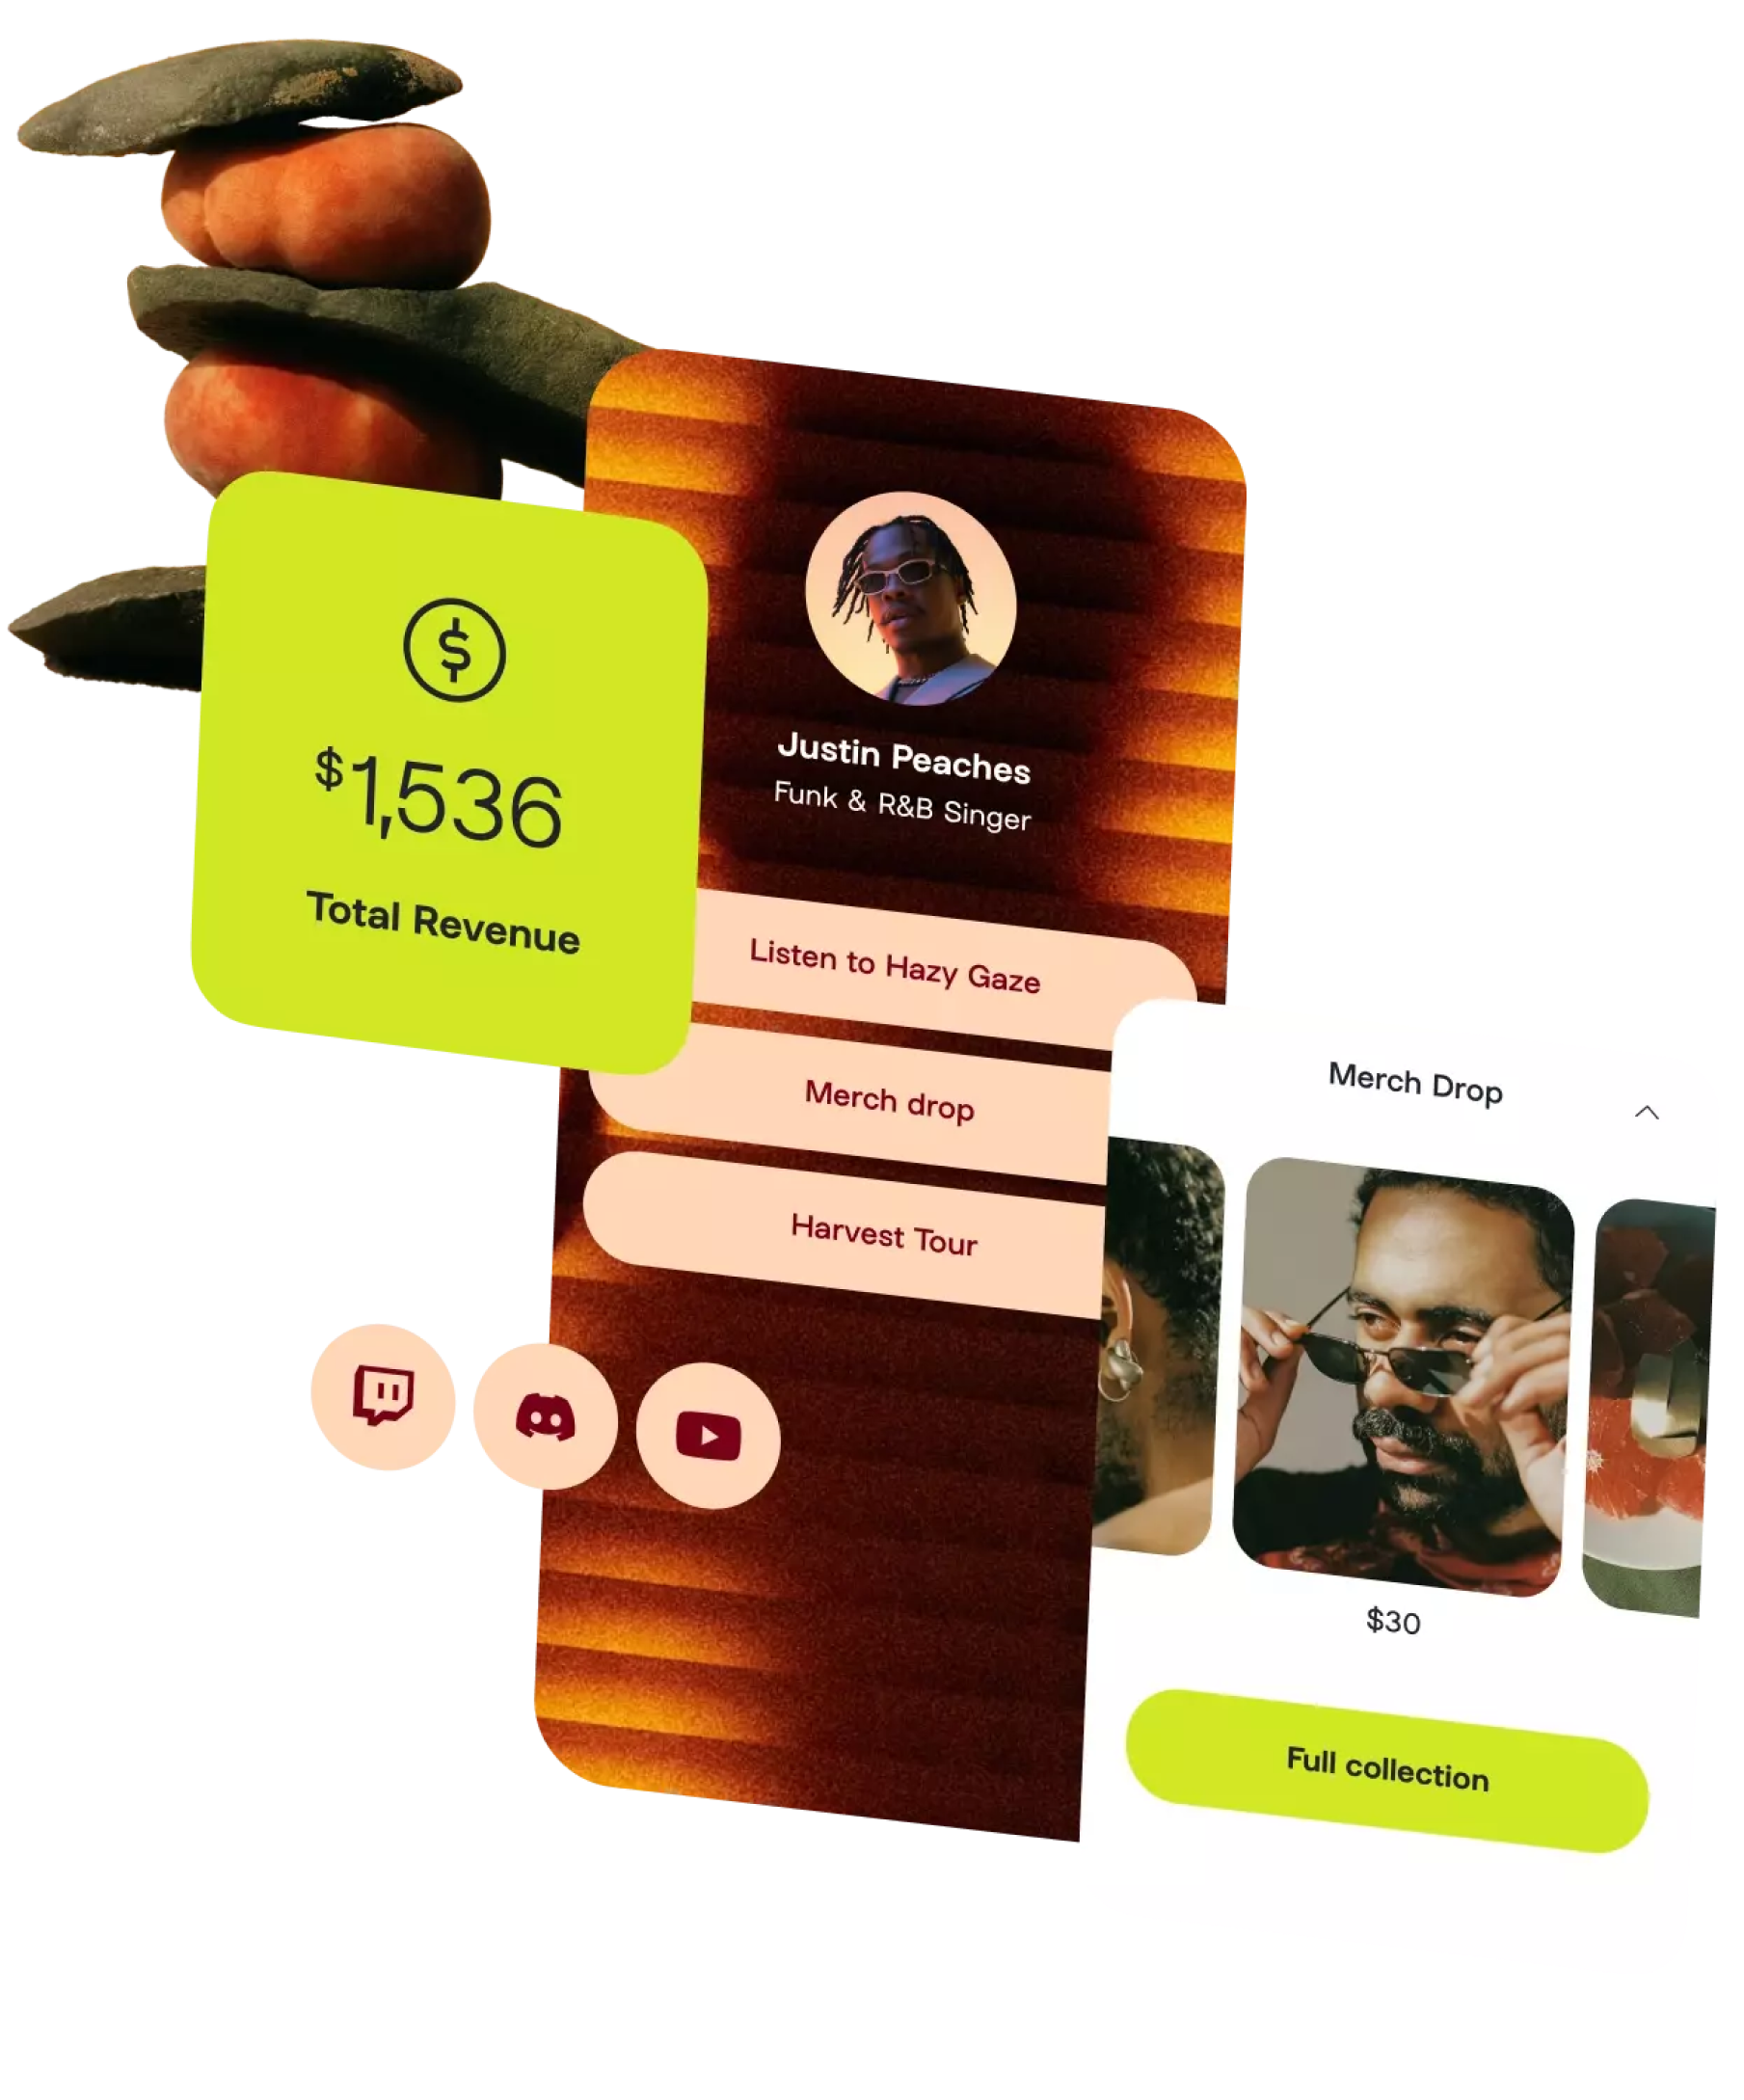 $1,536
Total Revenue
Justin Peaches
Funk & R&B Singer
Listen to Hazy Gaze
Merch drop
Harvest Tour
Merch Drop
$30
Full collection